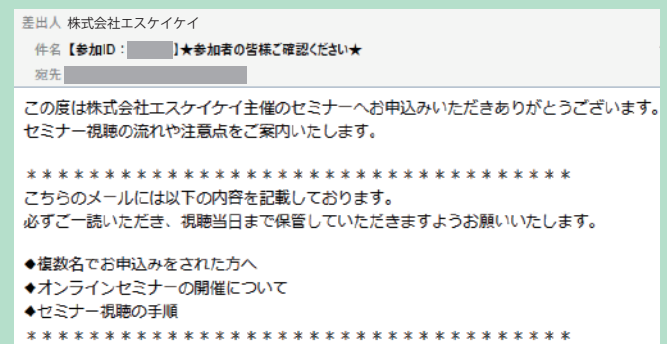 差出人 株式会社エスケイケイ
件名 【参加ID： 】★参加者の皆様ご確認ください★
宛先
この度は株式会社エスケイケイ主催のセミナーへお申込みいただきありがとうございます。
セミナー視聴の流れや注意点をご案内いたします。
＊＊＊＊＊＊＊＊＊＊＊＊＊＊＊＊＊＊＊＊＊＊＊＊＊＊＊＊＊＊＊＊＊＊＊
こちらのメールには以下の内容を記載しております。
必ずご一読いただき、視聴当日まで保管していただきますようお願いいたします。
◆複数名でお申込みをされた方へ
◆オンラインセミナーの開催について
◆セミナー視聴の手順
＊＊＊＊＊＊＊＊＊＊＊＊＊＊＊＊＊＊＊＊＊＊＊＊＊＊＊＊＊＊＊＊＊＊＊